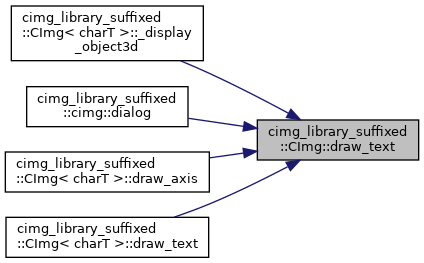 cimg_library_suffixed
::CImg< charT >::_display
_object3d
cimg_library_suffixed
::cimg::dialog
cimg_library_suffixed
::CImg::draw_text
cimg_library_suffixed
::CImg< charT >::draw_axis
cimg_library_suffixed
::CImg< charT >::draw_text